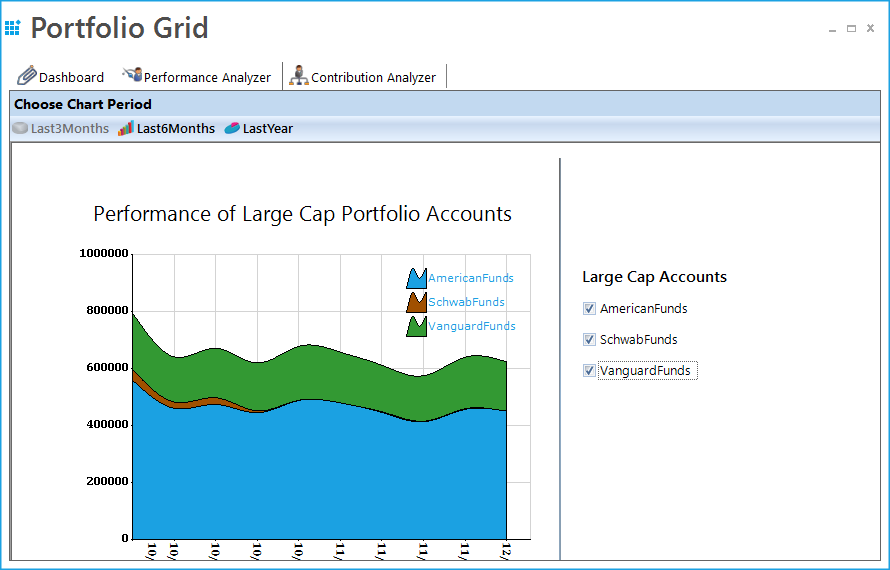 Portfolio Grid
Dashboard Performance Analyzer Contribution Analyzer
Choose Chart Period
Last3Months Last6Months LastYear
Performance of Large Cap Portfolio Accounts
1000000
800000
600000
400000
200000
0
AmericanFunds
SchwabFunds
VanguardFunds
/10, /10, /10, /10, /10, /11, /11, /11, /11, /12,
Large Cap Accounts
AmericanFunds
SchwabFunds
VanguardFunds